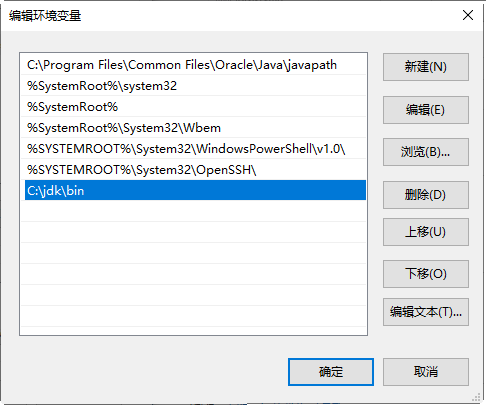 编辑环境变量
C:\Program Files\Common Files\Oracle\Java\javapath
%SystemRoot%\system32
%SystemRoot%
%SystemRoot%\System32\Wbem
%SYSTEMROOT%\System32\WindowsPowerShell\v1.0\
%SYSTEMROOT%\System32\OpenSSH\
C:\jdk\bin
新建(N)
编辑(E)
浏览(B)...
删除(D)
上移(U)
下移(O)
编辑文本(T)...
确定
取消